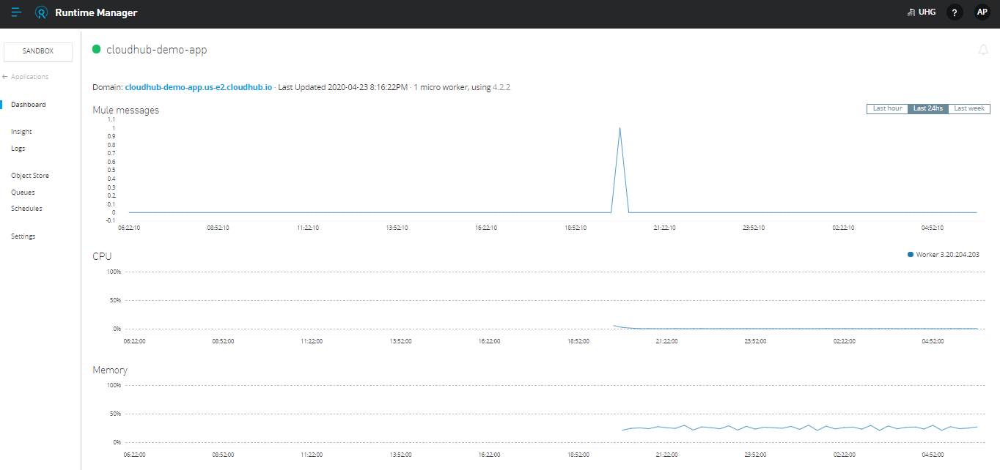 Runtime Manager
UHG
?
AP
SANDBOX
← Applications
Dashboard
Insight
Logs
Object Store
Queues
Schedules
Settings
cloudhub-demo-app
Domain: cloudhub-demo-app.us-e2.cloudhub.io · Last Updated 2020-04-23 8:16:22PM · 1 micro worker, using 4.2.2
Mule messages
Last hour Last 24hs Last week
1.1
1
0.9
0.8
0.7
0.6
0.5
0.4
0.3
0.2
0.1
0
-0.1
06:22:10 08:52:10 11:22:10 13:52:10 16:22:10 18:52:10 21:22:10 23:52:10 02:22:10 04:52:10
CPU
Worker 3.20.204.203
100%
50%
0%
06:22:00 08:52:00 11:22:00 13:52:00 16:22:00 18:52:00 21:22:00 23:52:00 02:22:00 04:52:00
Memory
100%
50%
0%
06:22:00 08:52:00 11:22:00 13:52:00 16:22:00 18:52:00 21:22:00 23:52:00 02:22:00 04:52:00